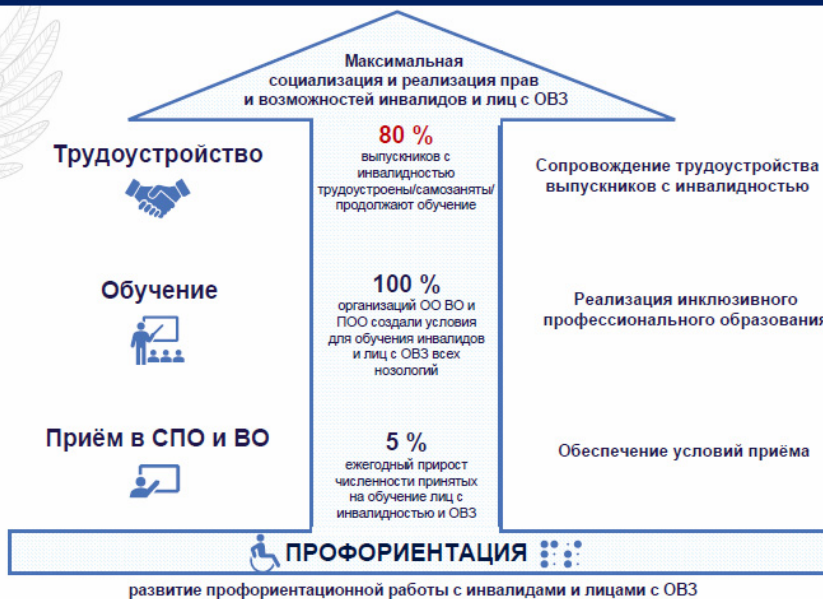 Максимальная
социализация и реализация прав
и возможностей инвалидов и лиц с ОВЗ
Трудоустройство
80 %
выпускников с
инвалидностью
трудоустроены/самозаняты/
продолжают обучение
Сопровождение трудоустройства
выпускников с инвалидностью
Обучение
100 %
организаций ОО ВО и
ПОО создали условия
для обучения инвалидов
и лиц с ОВЗ всех
нозологий
Реализация инклюзивного
профессионального образования
Приём в СПО и ВО
5 %
ежегодный прирост
численности принятых
на обучение лиц с
инвалидностью и ОВЗ
Обеспечение условий приёма
ПРОФОРИЕНТАЦИЯ
развитие профориентационной работы с инвалидами и лицами с ОВЗ